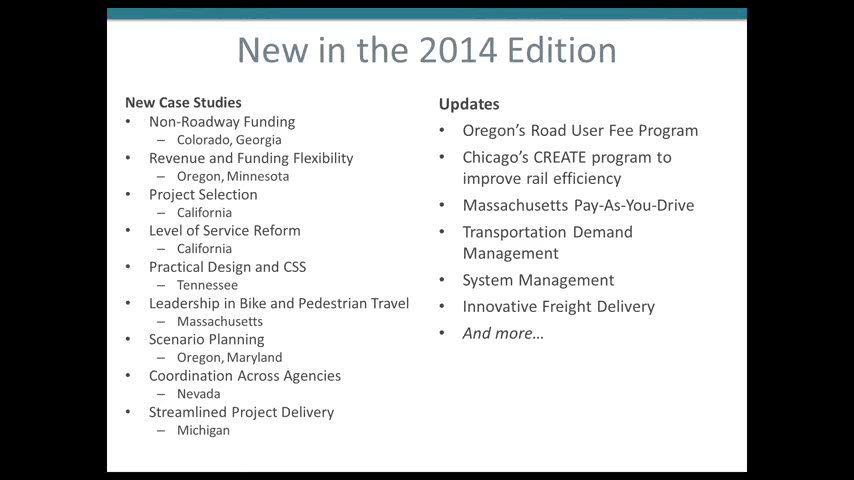 New in the 2014 Edition
New Case Studies
• Non-Roadway Funding
– Colorado, Georgia
• Revenue and Funding Flexibility
– Oregon, Minnesota
• Project Selection
– California
• Level of Service Reform
– California
• Practical Design and CSS
– Tennessee
• Leadership in Bike and Pedestrian Travel
– Massachusetts
• Scenario Planning
– Oregon, Maryland
• Coordination Across Agencies
– Nevada
• Streamlined Project Delivery
– Michigan
Updates
• Oregon’s Road User Fee Program
• Chicago’s CREATE program to
improve rail efficiency
• Massachusetts Pay-As-You-Drive
• Transportation Demand
Management
• System Management
• Innovative Freight Delivery
• And more…